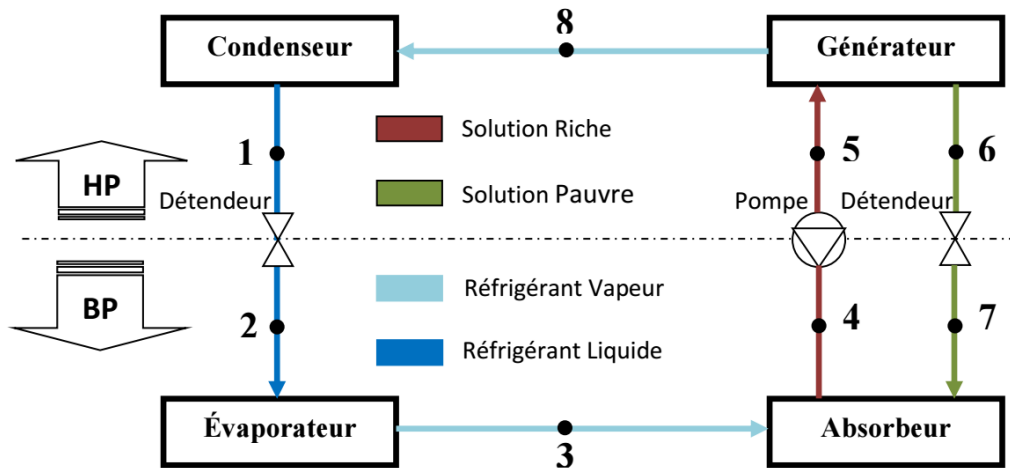 8
Condenseur
Générateur
Solution Riche
1
5
6
HP
Détendeur
Solution Pauvre
Pompe
Détendeur
BP
Réfrigérant Vapeur
2
4
7
Réfrigérant Liquide
Évaporateur
Absorbeur
3